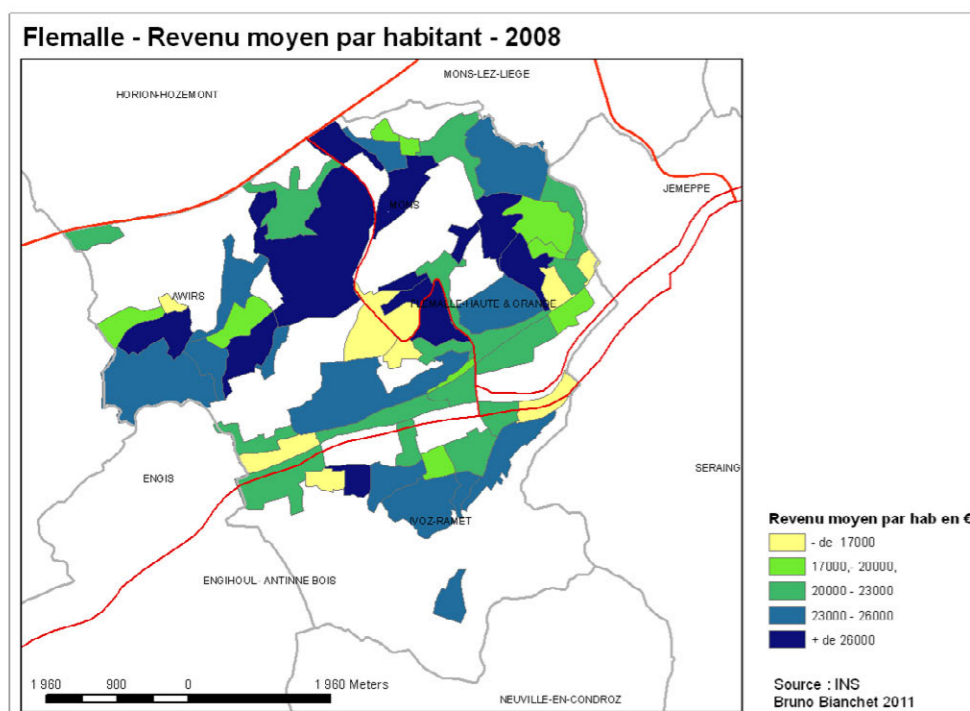 Flemalle - Revenu moyen par habitant - 2008
MONS-LEZ-LIEGE
HORION-HOZEMONT
JEMEPPE
MONS
AWIRS
FLEMALLE-HAUTE & GRANDE
SERAING
ENGIS
IVOZ-RAMET
ENGIHOUL - ANTINNE BOIS
NEUVILLE-EN-CONDROZ
1 960 900 0 1 960 Meters
Revenu moyen par hab en €
- de 17000
17000,- 20000,
20000 - 23000
23000 - 26000
+ de 26000
Source : INS
Bruno Bianchet 2011